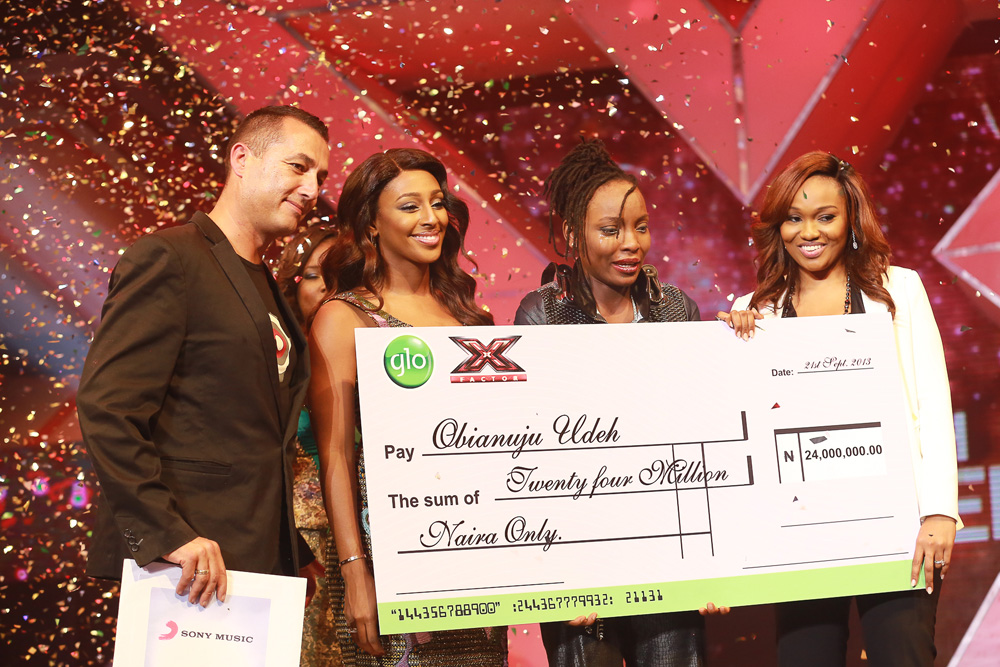 glo
X
FACTOR
Date: 21st Sept, 2013
Pay Obianuju Udeh
The sum of Twenty four Million
Naira Only.
N 24,000,000.00
"144356788900" :244367779932: 21131
SONY MUSIC